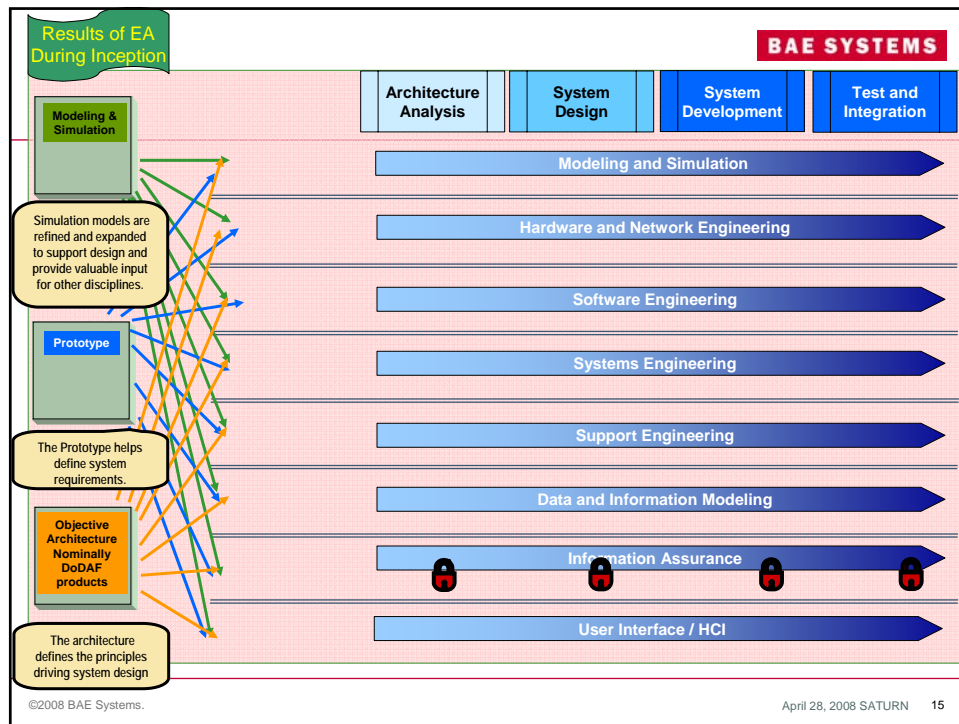 Results of EA
During Inception
BAE SYSTEMS
Architecture
Analysis
System
Design
System
Development
Test and
Integration
Modeling &
Simulation
Simulation models are
refined and expanded
to support design and
provide valuable input
for other disciplines.
Prototype
The Prototype helps
define system
requirements.
Objective
Architecture
Nominally
DoDAF
products
The architecture
defines the principles
driving system design
Modeling and Simulation
Hardware and Network Engineering
Software Engineering
Systems Engineering
Support Engineering
Data and Information Modeling
Information Assurance
User Interface / HCI
©2008 BAE Systems.
April 28, 2008 SATURN 15